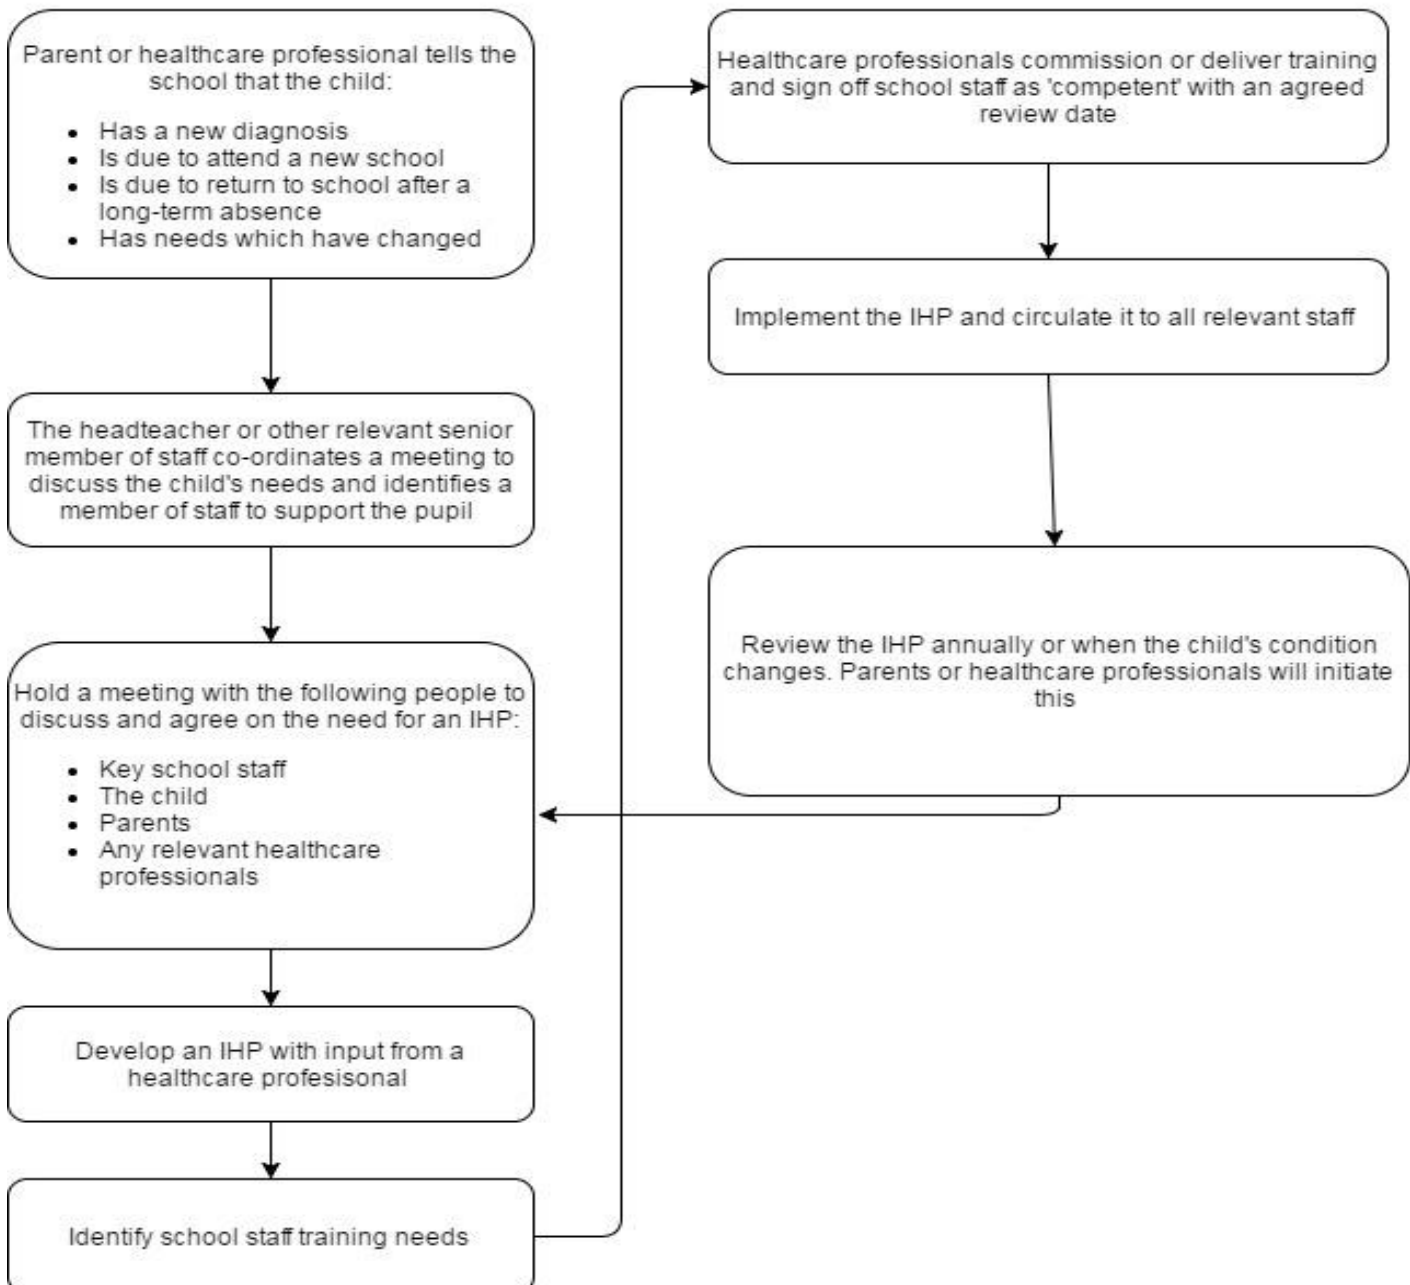 Parent or healthcare professional tells the
school that the child:
• Has a new diagnosis
• Is due to attend a new school
• Is due to return to school after a
long-term absence
• Has needs which have changed
The headteacher or other relevant senior
member of staff co-ordinates a meeting to
discuss the child's needs and identifies a
member of staff to support the pupil
Hold a meeting with the following people to
discuss and agree on the need for an IHP:
• Key school staff
• The child
• Parents
• Any relevant healthcare
professionals
Develop an IHP with input from a
healthcare profesisonal
Identify school staff training needs
Healthcare professionals commission or deliver training
and sign off school staff as 'competent' with an agreed
review date
Implement the IHP and circulate it to all relevant staff
Review the IHP annually or when the child's condition
changes. Parents or healthcare professionals will initiate
this